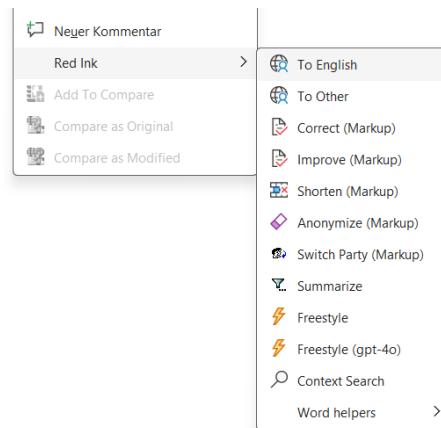 Neuer Kommentar
Red Ink
Add To Compare
Compare as Original
Compare as Modified
To English
To Other
Correct (Markup)
Improve (Markup)
Shorten (Markup)
Anonymize (Markup)
Switch Party (Markup)
Summarize
Freestyle
Freestyle (gpt-4o)
Context Search
Word helpers